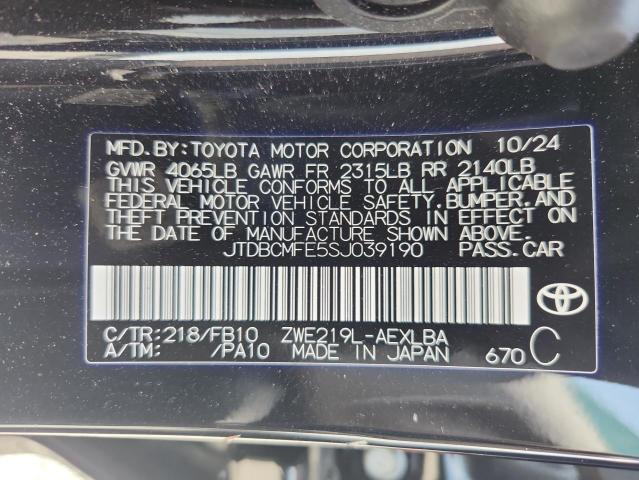 MFD.BY:TOYOTA MOTOR CORPORATION 10/24
GVWR 4065LB GAWR FR 2315LB RR 2140LB
THIS VEHICLE CONFORMS TO ALL APPLICABLE
FEDERAL MOTOR VEHICLE SAFETY,BUMPER,AND
THEFT PREVENTION STANDARDS IN EFFECT ON
THE DATE OF MANUFACTURE SHOWN ABOVE.
JTDBCMFE5SJ039190 PASS.CAR
C/TR:218/FB10 ZWE219L-AEXLBA
A/TM: /PA10 MADE IN JAPAN 670 C